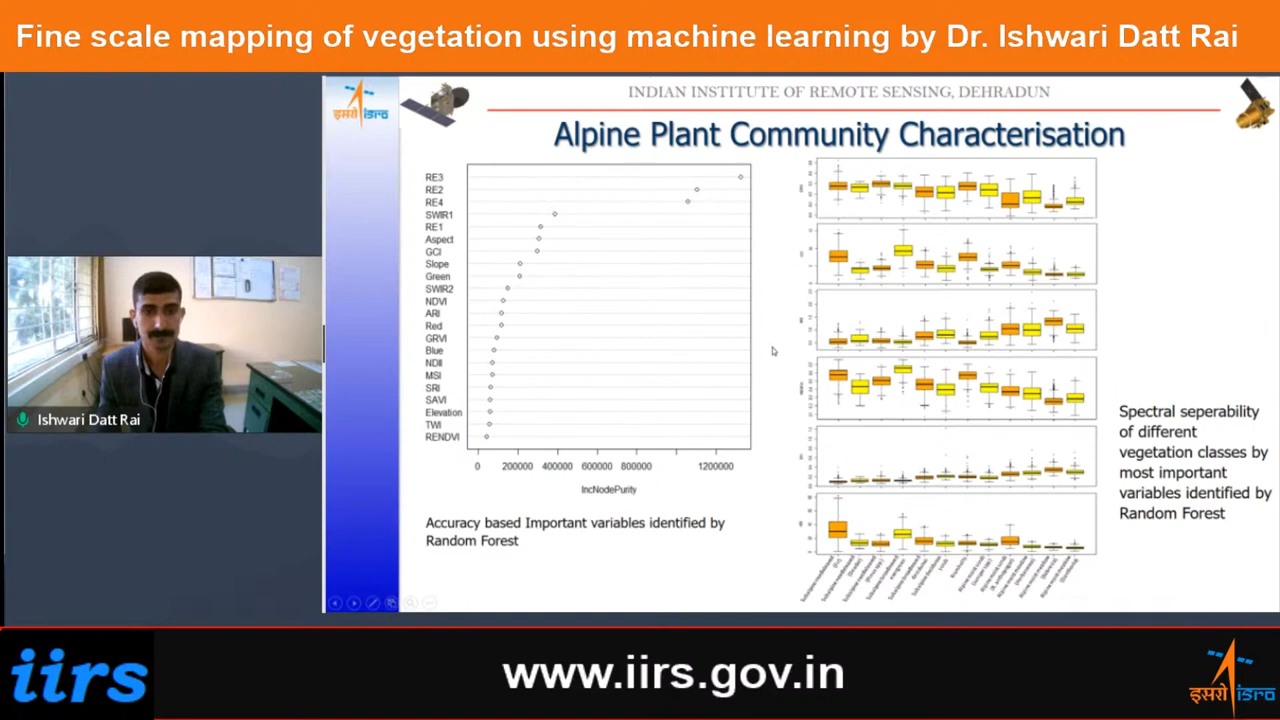 Fine scale mapping of vegetation using machine learning by Dr. Ishwari Datt Rai
इसरो isro
INDIAN INSTITUTE OF REMOTE SENSING, DEHRADUN
Alpine Plant Community Characterisation
RE3
RE2
RE4
SWIR1
RE1
Aspect
GCI
Slope
Green
SWIR2
NDVI
ARI
Red
GRVI
Blue
NDII
MSI
SRI
SAVI
Elevation
TWI
RENDVI
0 200000 400000 600000 800000 1200000
IncNodePurity
Accuracy based Important variables identified by
Random Forest
Spectral seperability
of different
vegetation classes by
most important
variables identified by
Random Forest
Ishwari Datt Rai
iirs
www.iirs.gov.in
इसरो isro